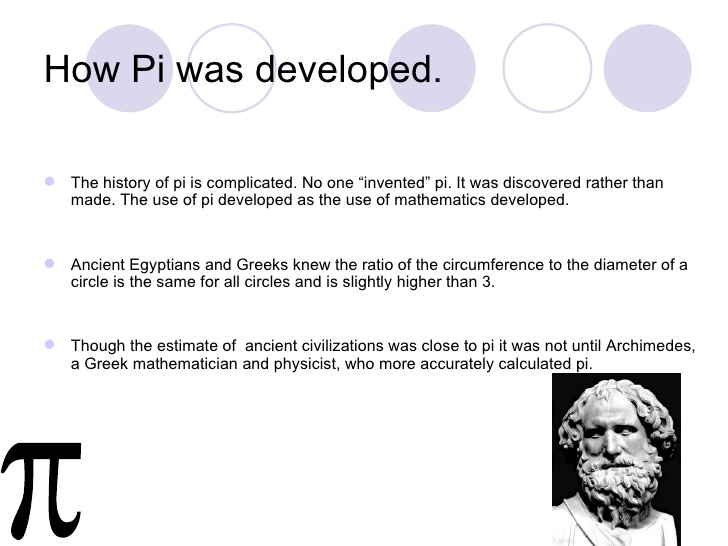 How Pi was developed.
The history of pi is complicated. No one “invented” pi. It was discovered rather than
made. The use of pi developed as the use of mathematics developed.
Ancient Egyptians and Greeks knew the ratio of the circumference to the diameter of a
circle is the same for all circles and is slightly higher than 3.
Though the estimate of  ancient civilizations was close to pi it was not until Archimedes,
a Greek mathematician and physicist, who more accurately calculated pi.
π